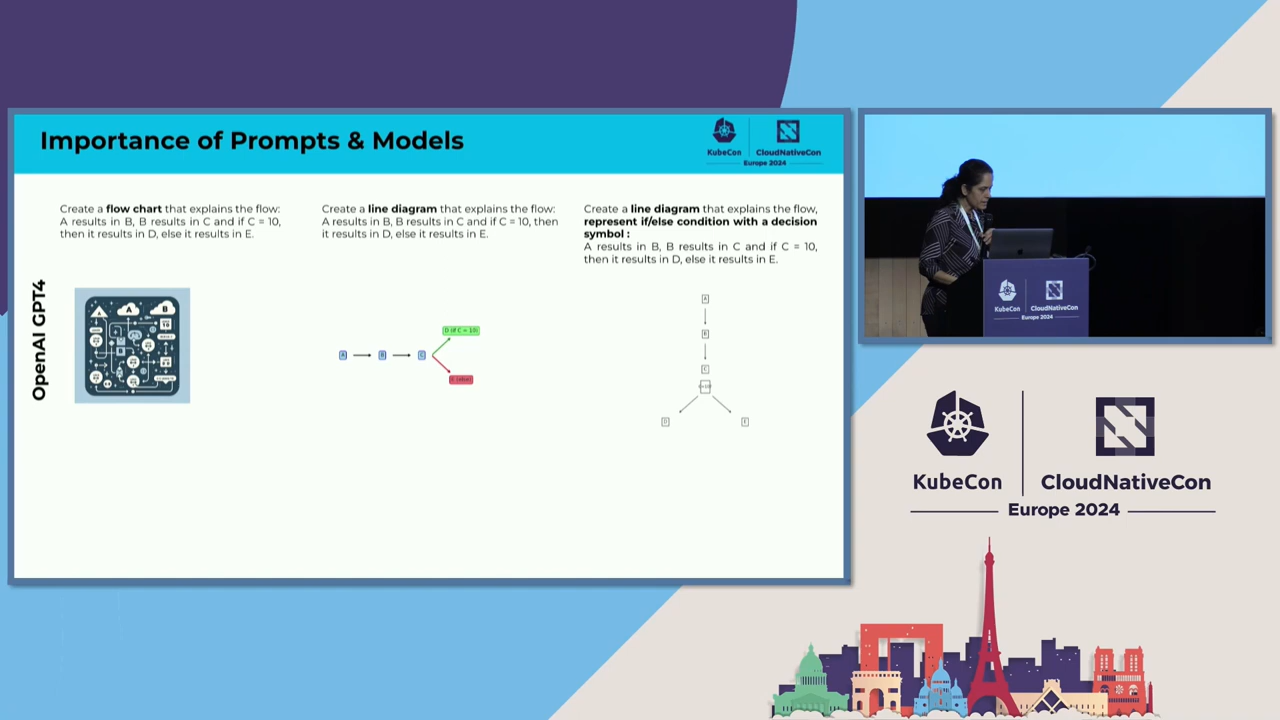 Importance of Prompts & Models
KubeCon
CloudNativeCon
Europe 2024
Create a flow chart that explains the flow:
A results in B, B results in C and if C = 10,
then it results in D, else it results in E.
Create a line diagram that explains the flow:
A results in B, B results in C and if C = 10, then
it results in D, else it results in E.
Create a line diagram that explains the flow,
represent if/else condition with a decision
symbol :
A results in B, B results in C and if C = 10,
then it results in D, else it results in E.
OpenAI GPT4
A
B
A
B
C
D (if C = 10)
A
B
C
D
E
KubeCon
CloudNativeCon
Europe 2024
KubeCon
CloudNativeCon
Europe 2024